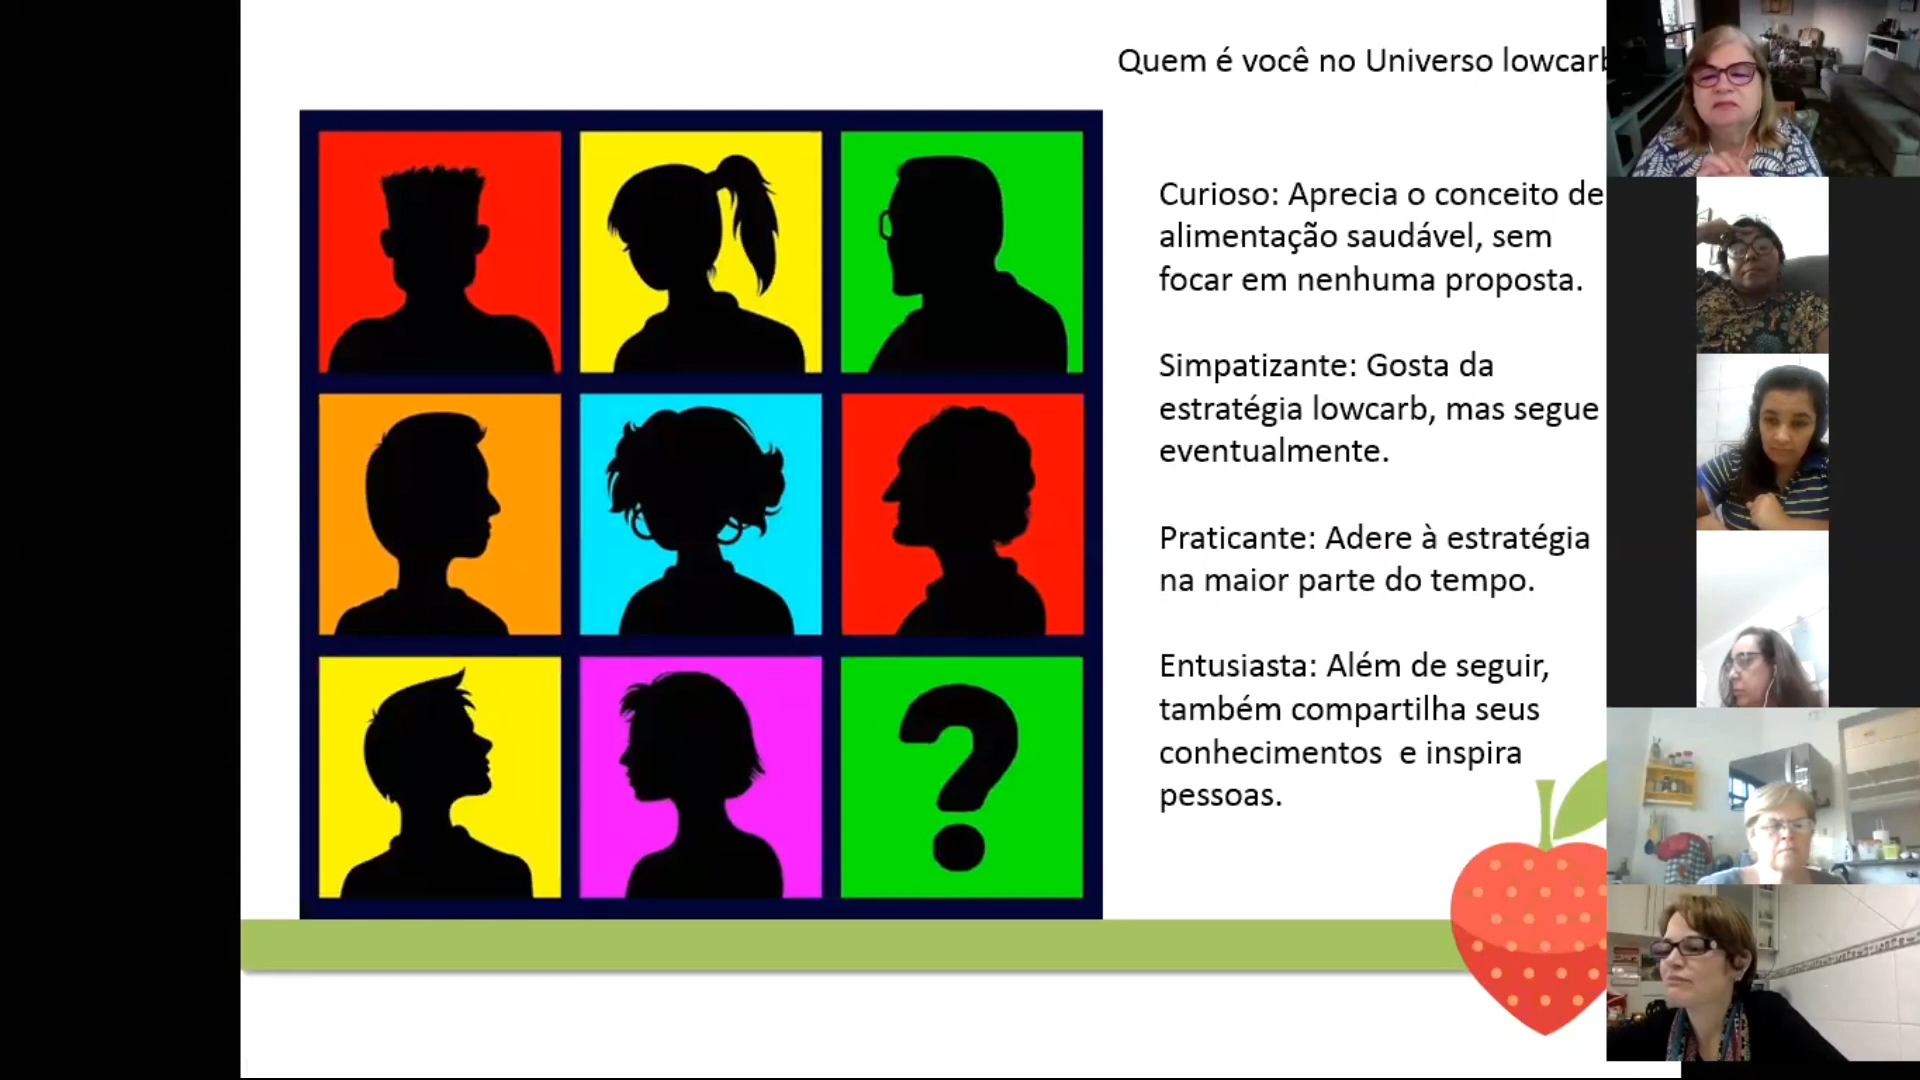 Quem é você no Universo lowcarb
Curioso: Aprecia o conceito de
alimentação saudável, sem
focar em nenhuma proposta.
Simpatizante: Gosta da
estratégia lowcarb, mas segue
eventualmente.
Praticante: Adere à estratégia
na maior parte do tempo.
Entusiasta: Além de seguir,
também compartilha seus
conhecimentos  e inspira
pessoas.
?